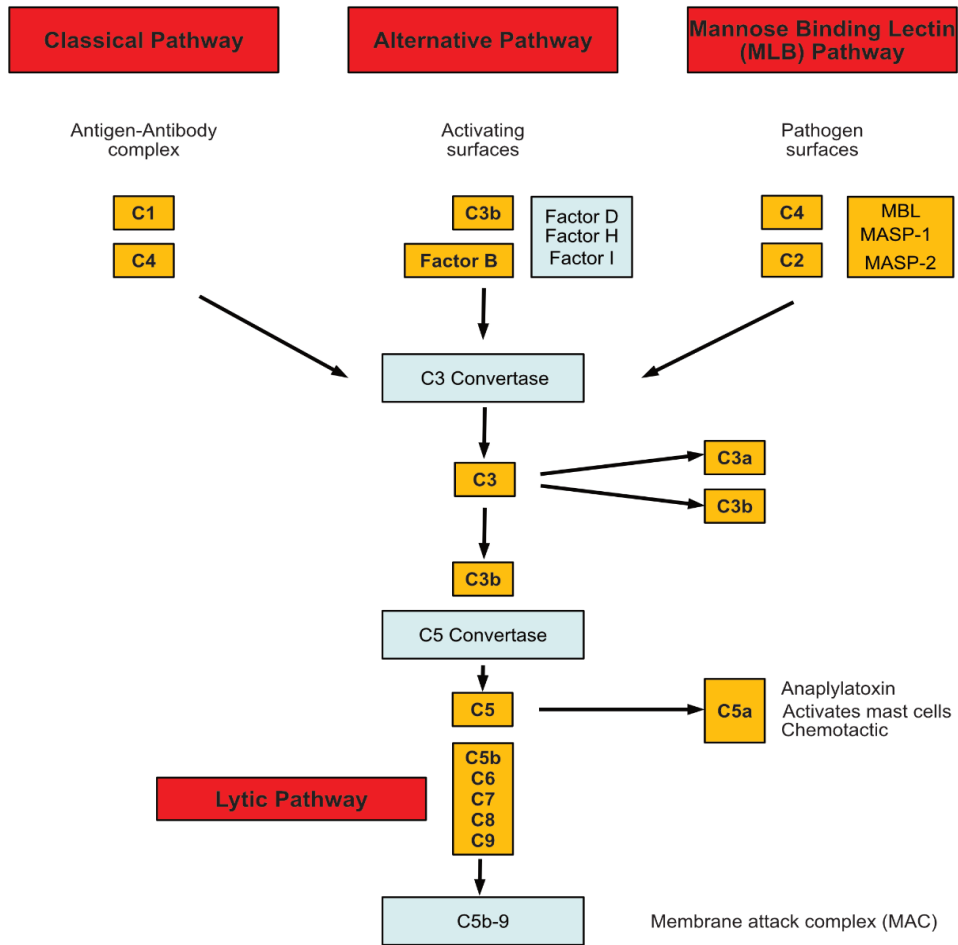 Classical Pathway
Alternative Pathway
Mannose Binding Lectin
(MLB) Pathway
Antigen-Antibody
complex
Activating
surfaces
Pathogen
surfaces
C1
C4
C3b
Factor B
Factor D
Factor H
Factor I
C4
C2
MBL
MASP-1
MASP-2
C3 Convertase
C3
C3a
C3b
C3b
C5 Convertase
C5
C5a
Anaplylatoxin
Activates mast cells
Chemotactic
Lytic Pathway
C5b
C6
C7
C8
C9
C5b-9
Membrane attack complex (MAC)